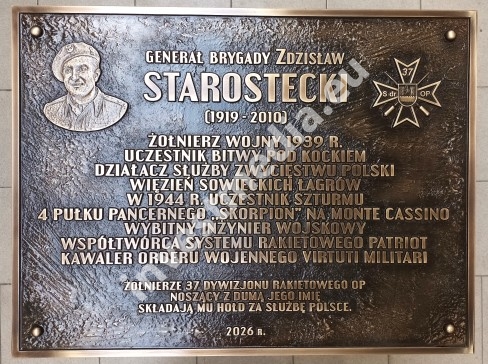 GENERAŁ BRYGADY ZDZISŁAW
STAROSTECKI
(1919 - 2010)
37
S dr OP
ŻOŁNIERZ WOJNY 1939 R.
UCZESTNIK BITWY POD KOCKIEM
DZIAŁACZ SŁUŻBY ZWYCIĘSTWU POLSKI
WIĘZIEŃ SOWIECKICH ŁAGRÓW
W 1944 R. UCZESTNIK SZTURMU
4 PUŁKU PANCERNEGO „SKORPION” NA MONTE CASSINO
WYBITNY INŻYNIER WOJSKOWY
WSPÓŁTWÓRCA SYSTEMU RAKIETOWEGO PATRIOT
KAWALER ORDERU WOJENNEGO VIRTUTI MILITARI
ŻOŁNIERZE 37 DYWIZJONU RAKIETOWEGO OP
NOSZĄCY Z DUMĄ JEGO IMIĘ
SKŁADAJĄ MU HOŁD ZA SŁUŻBĘ POLSCE.
2026 R.